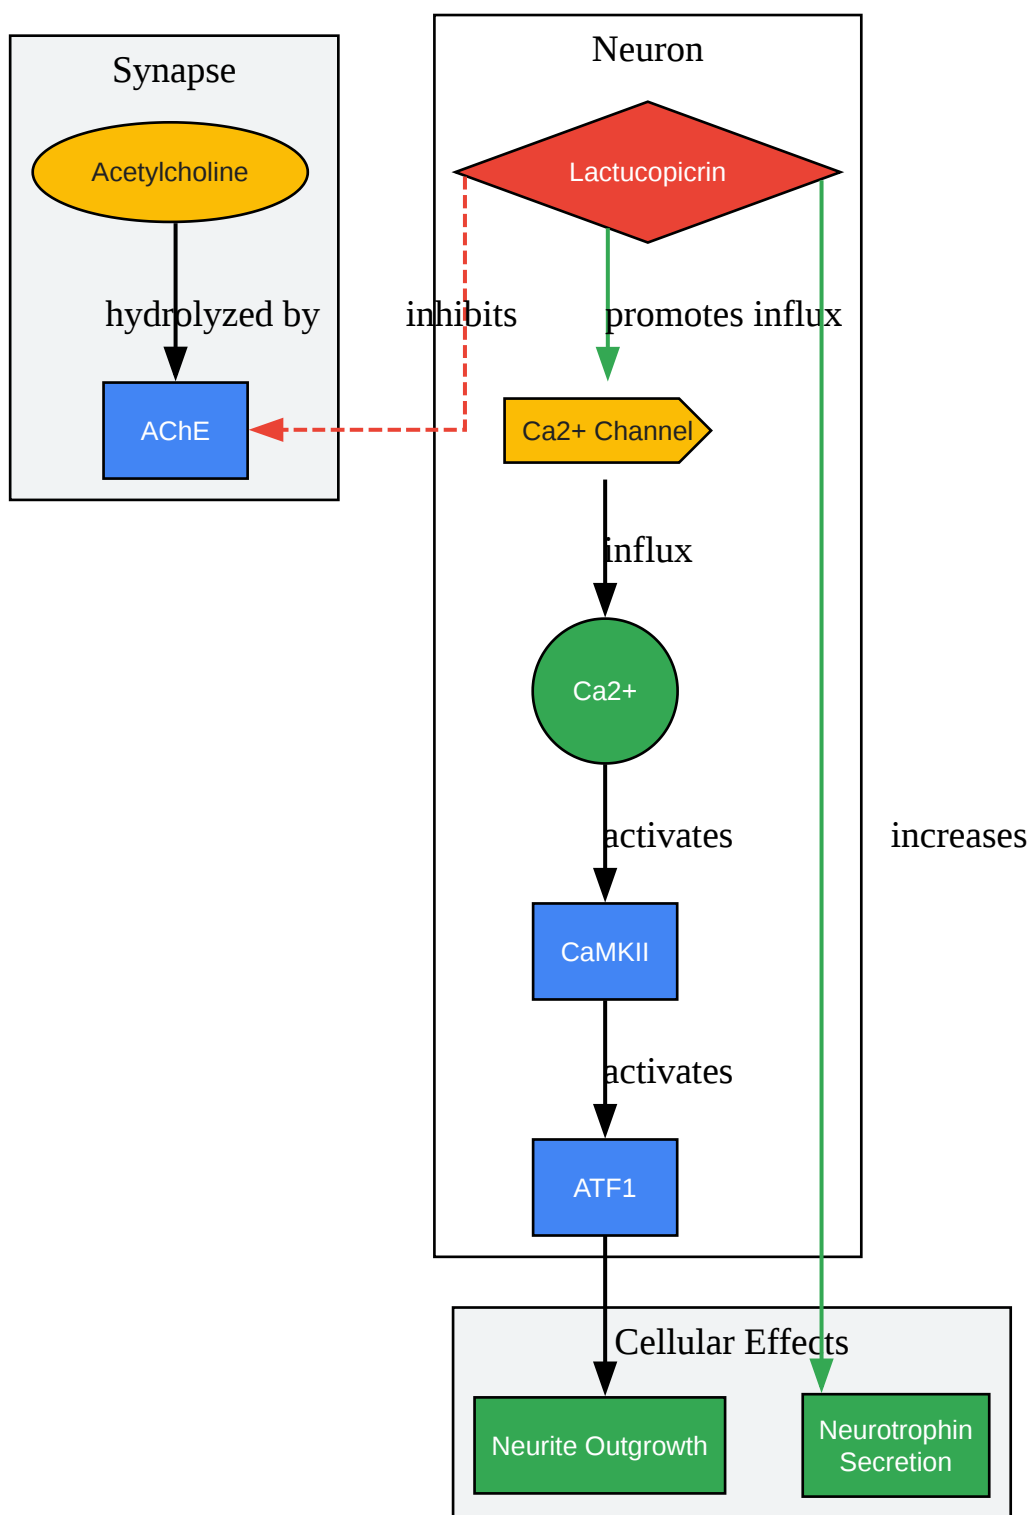 Neuron
Synapse
Acetylcholine
Lactucopicrin
hydrolyzed by
inhibits
promotes influx
AChE
Ca2+ Channel
influx
Ca2+
activates
increases
CaMKII
activates
ATF1
Cellular Effects
Neurite Outgrowth
Neurotrophin
Secretion